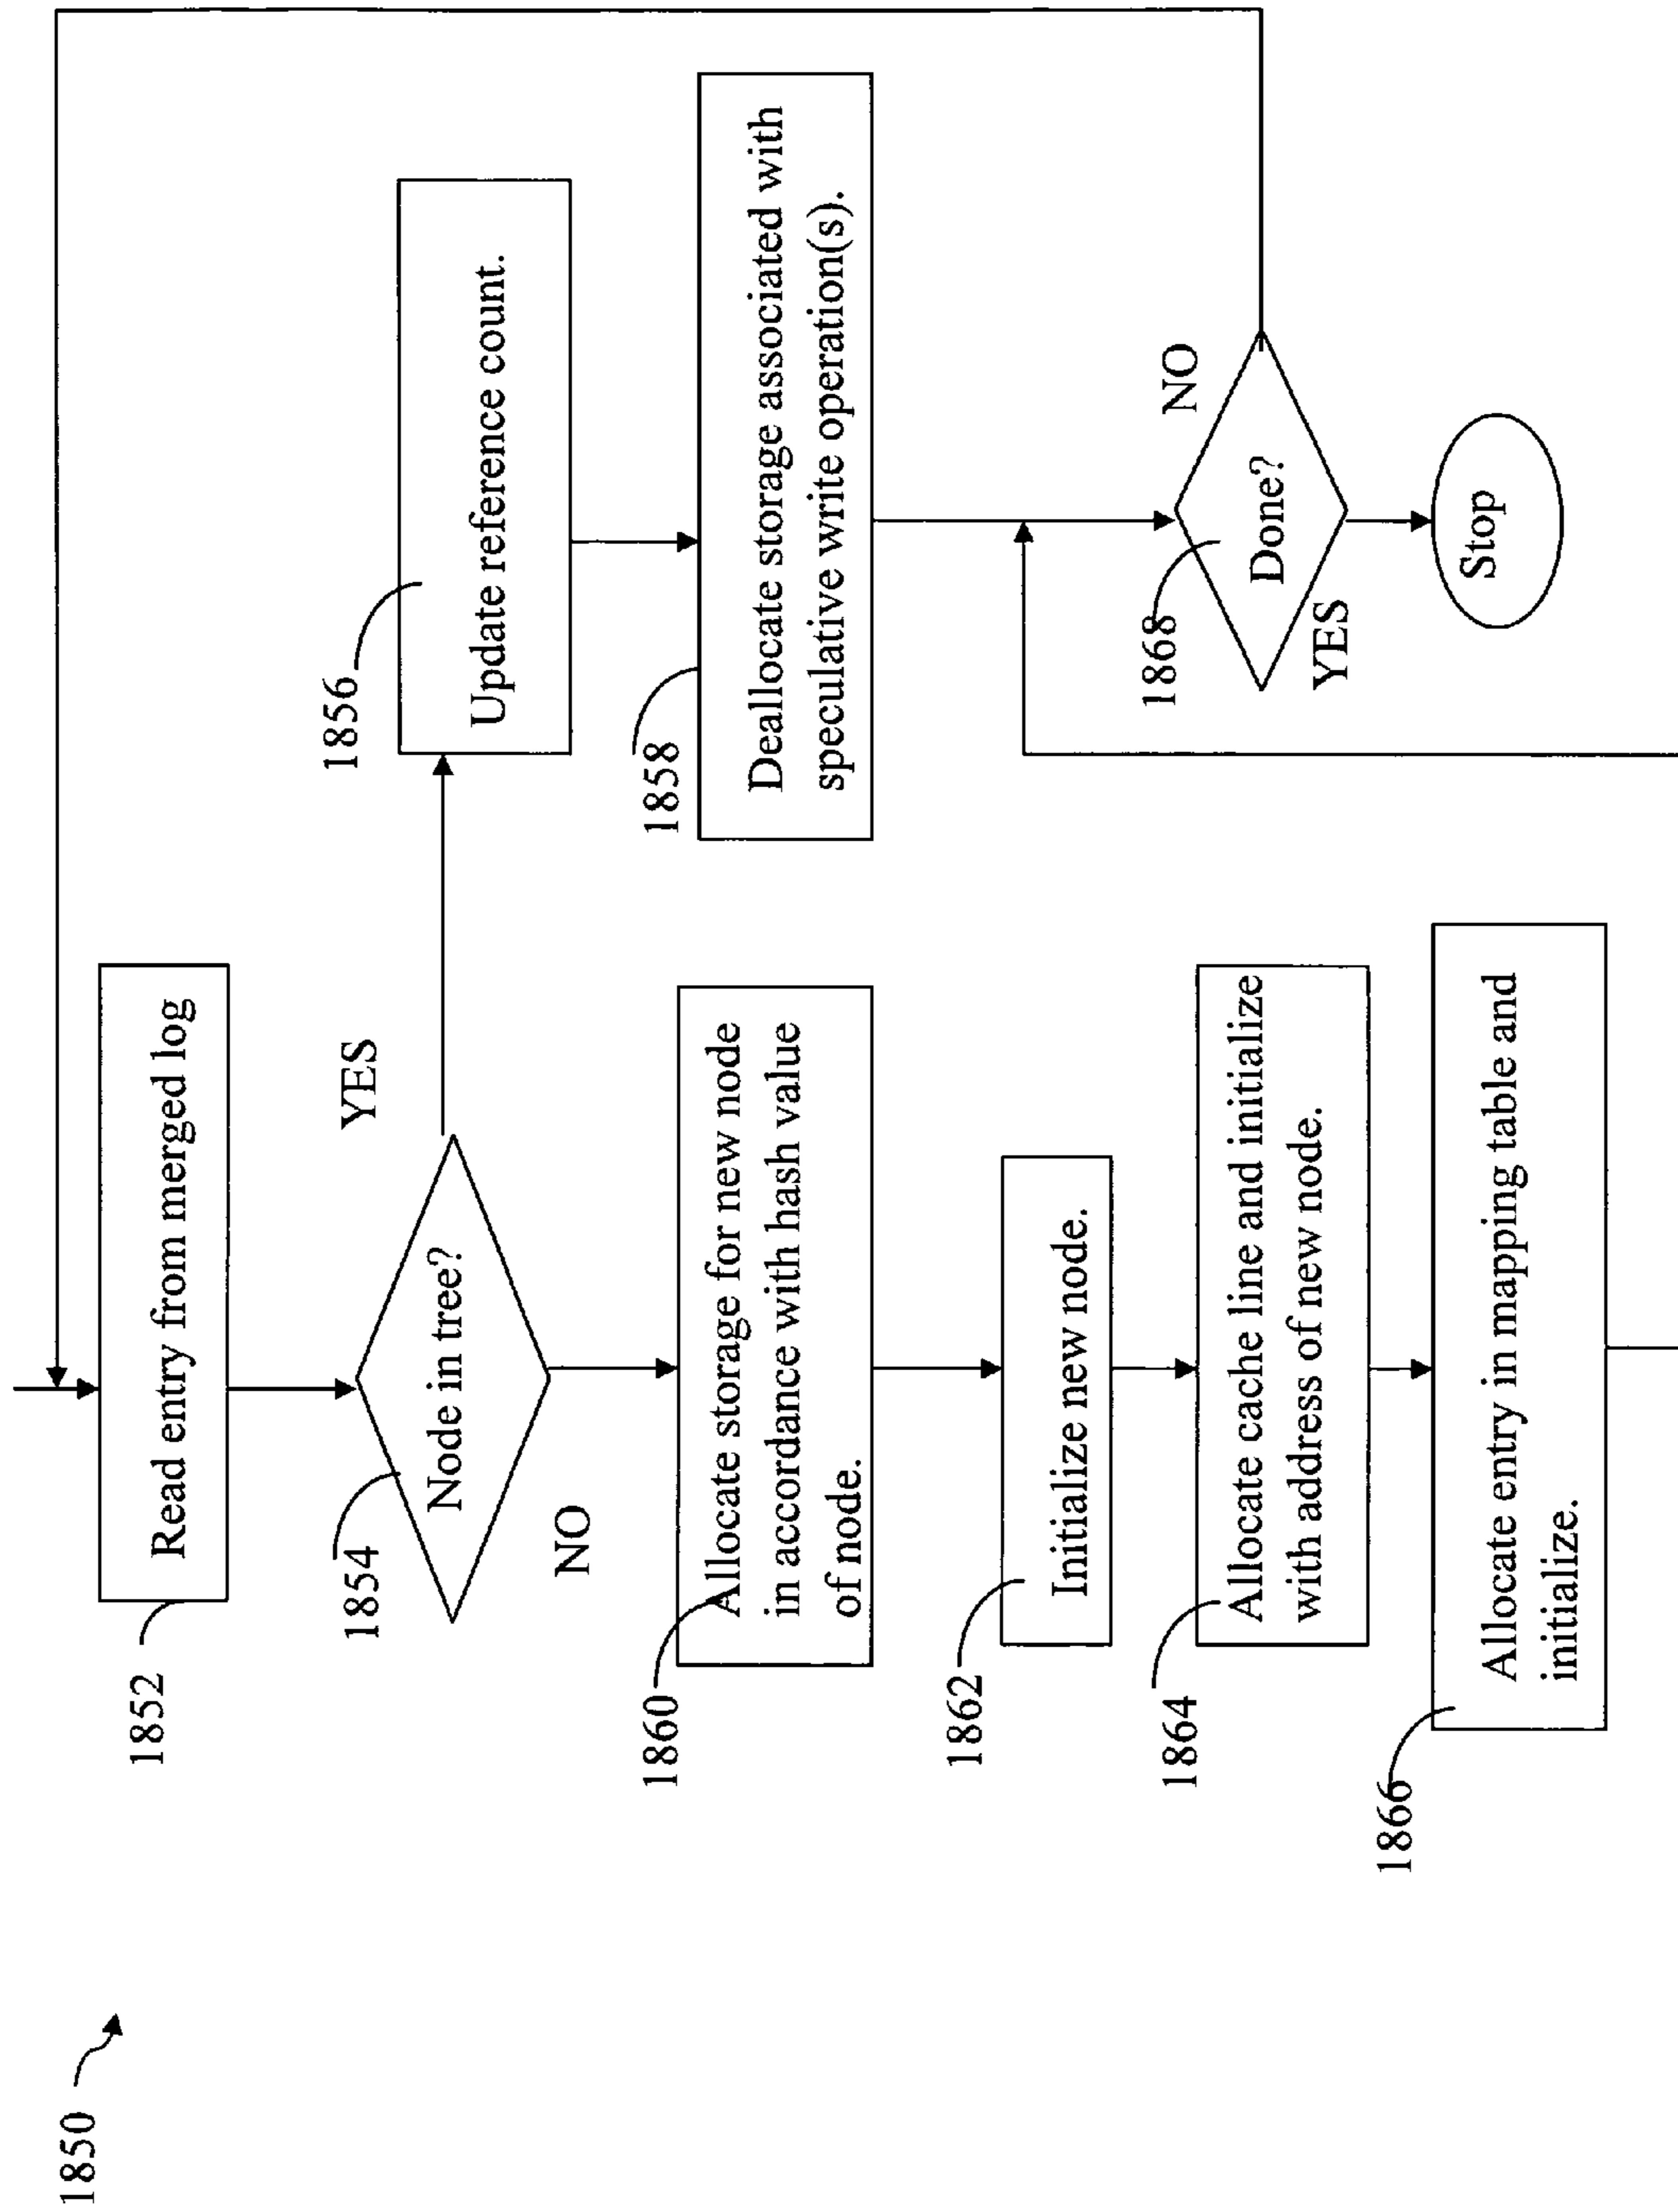 1850
1852
Read entry from merged log
1854
Node in tree?
YES
NO
1856
Update reference count.
1858
Deallocate storage associated with
speculative write operation(s).
1860
Allocate storage for new node
in accordance with hash value
of node.
1862
Initialize new node.
1864
Allocate cache line and initialize
with address of new node.
1866
Allocate entry in mapping table and
initialize.
1868
Done?
NO
YES
Stop